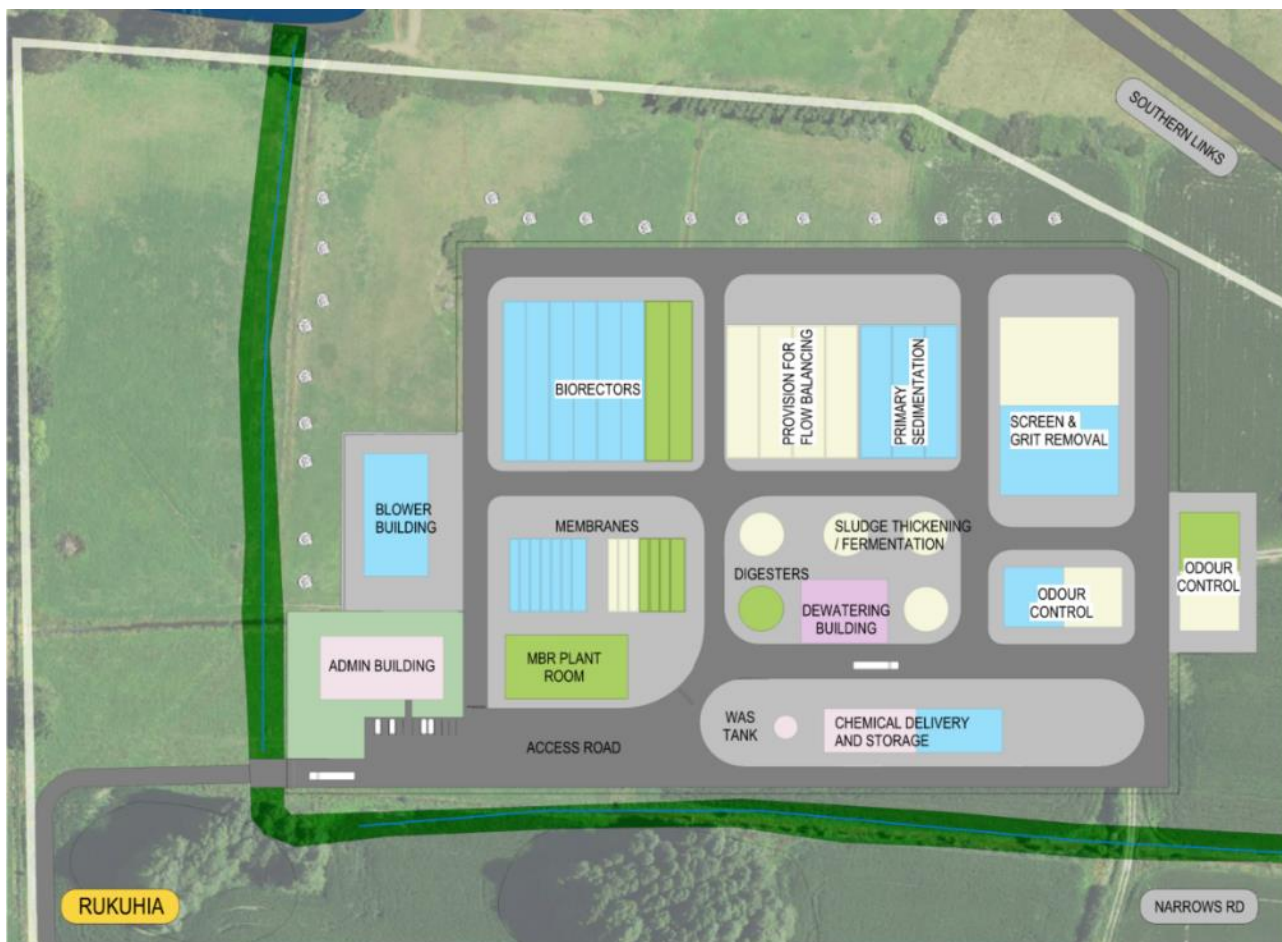 SOUTHERN LINKS
BIORECTORS
PROVISION FOR
FLOW BALANCING
PRIMARY
SEDIMENTATION
SCREEN &
GRIT REMOVAL
BLOWER
BUILDING
MEMBRANES
SLUDGE THICKENING
/ FERMENTATION
DIGESTERS
DEWATERING
BUILDING
ODOUR
CONTROL
ODOUR
CONTROL
ADMIN BUILDING
MBR PLANT
ROOM
WAS
TANK
CHEMICAL DELIVERY
AND STORAGE
ACCESS ROAD
RUKUHIA
NARROWS RD